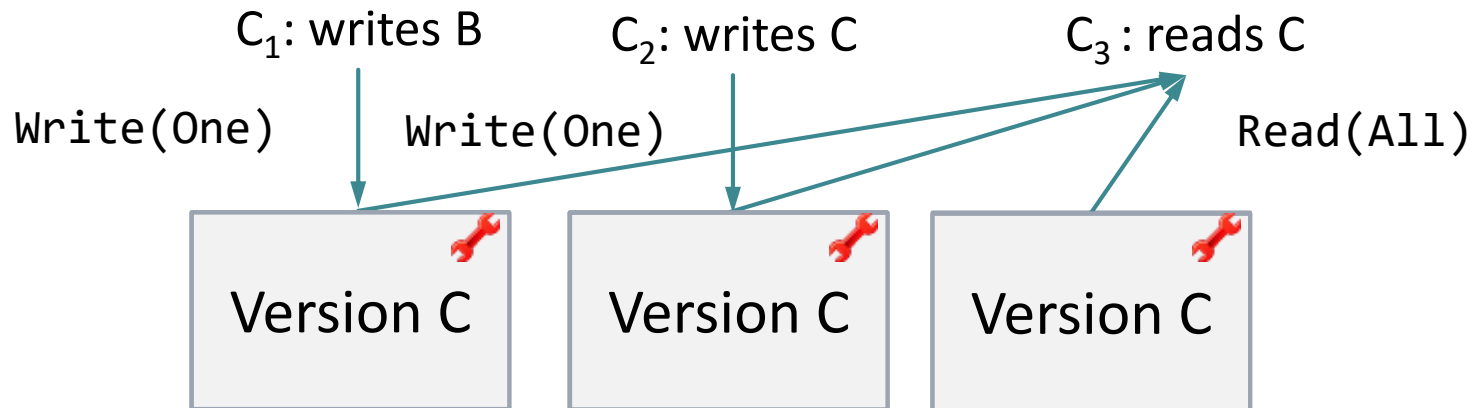 C₁: writes B
C₂: writes C
C₃ : reads C
Write(One)
Write(One)
Read(All)
Version C
Version C
Version C